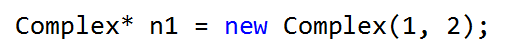 Complex* n1 = new Complex(1, 2);